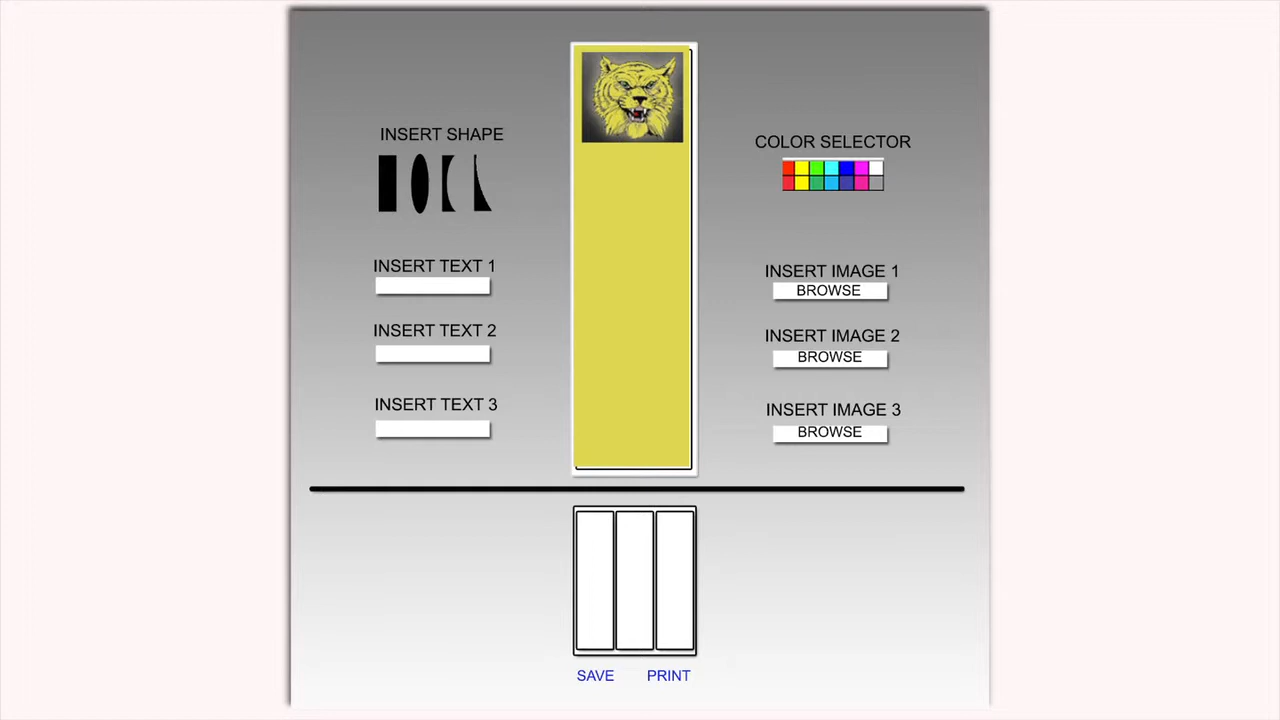 INSERT SHAPE
COLOR SELECTOR
INSERT TEXT 1
INSERT IMAGE 1
BROWSE
INSERT TEXT 2
INSERT IMAGE 2
BROWSE
INSERT TEXT 3
INSERT IMAGE 3
BROWSE
SAVE
PRINT